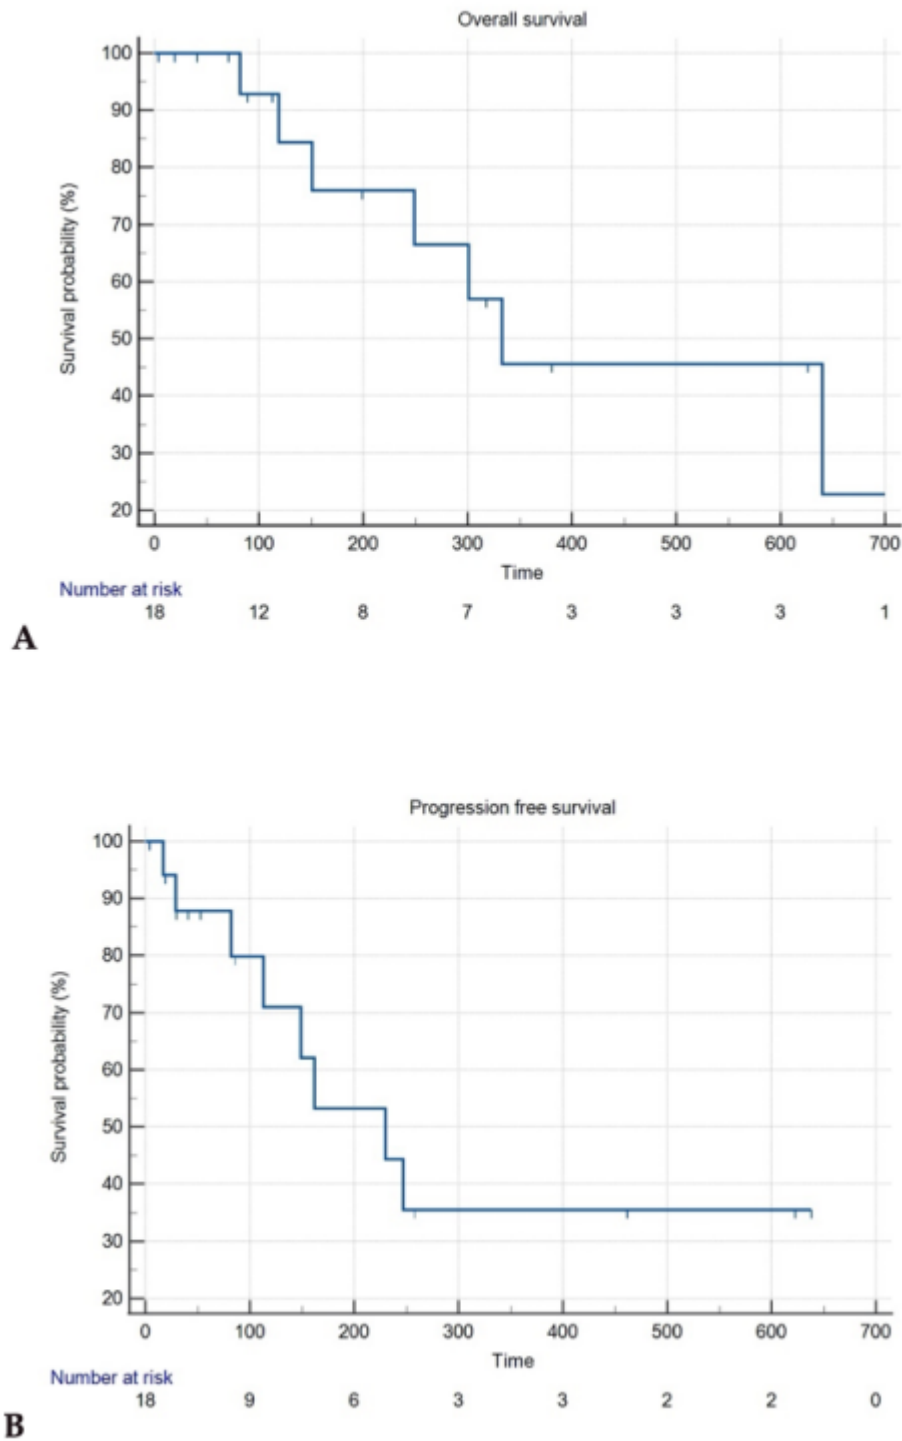 Overall survival
100
90
80
70
60
50
40
30
20
Survival probability (%)
0 100 200 300 400 500 600 700
Time
Number at risk
18 12 8 7 3 3 3 1
A
Progression free survival
100
90
80
70
60
50
40
30
20
Survival probability (%)
0 100 200 300 400 500 600 700
Time
Number at risk
18 9 6 3 3 2 2 0
B